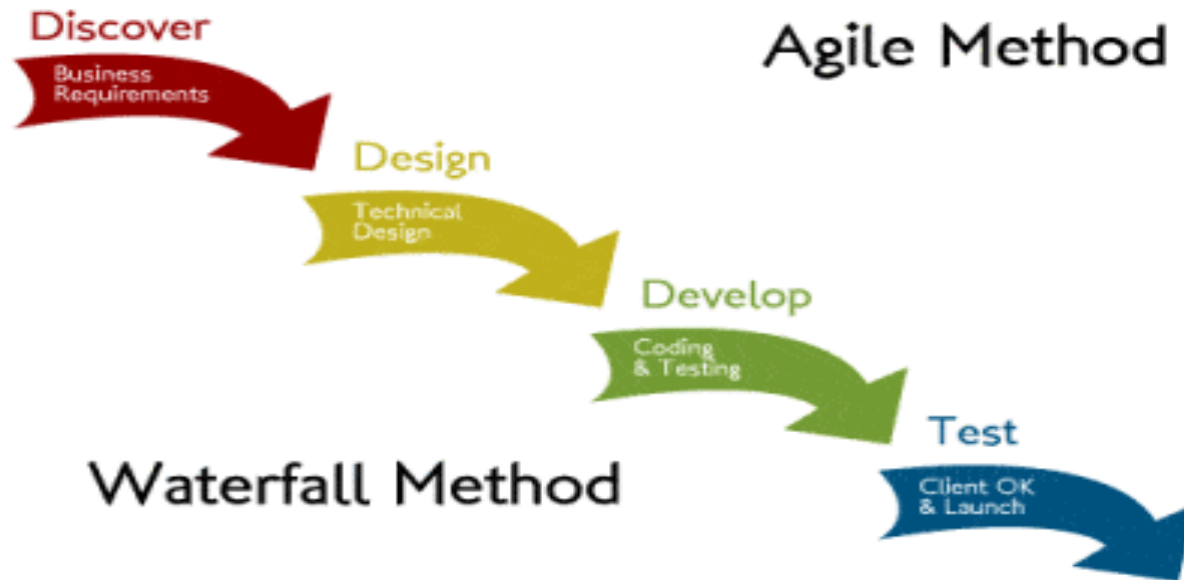 Discover
Agile Method
Business
Requirements
Design
Technical
Design
Develop
Coding
& Testing
Test
Waterfall Method
Client OK
& Launch